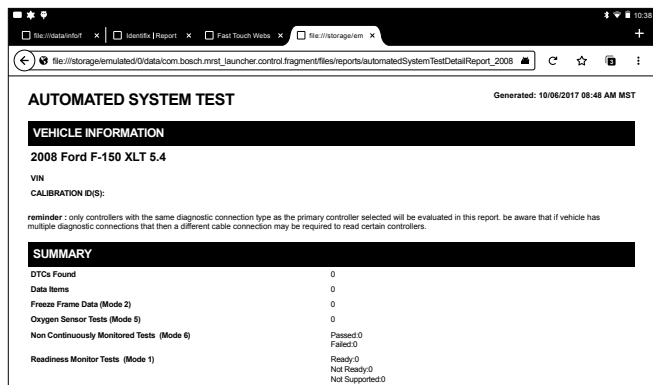 10:38
file:///data/info/f
Identifix | Report
Fast Touch Webs
file:///storage/em
file:///storage/emulated/0/data/com.bosch.mrst_launcher.control.fragment/files/reports/automatedSystemTestDetailReport_2008
3
AUTOMATED SYSTEM TEST
Generated: 10/06/2017 08:48 AM MST
VEHICLE INFORMATION
2008 Ford F-150 XLT 5.4
VIN
CALIBRATION ID(S):
reminder : only controllers with the same diagnostic connection type as the primary controller selected will be evaluated in this report. be aware that if vehicle has
multiple diagnostic connections that then a different cable connection may be required to read certain controllers.
SUMMARY
DTCs Found 0
Data Items 0
Freeze Frame Data (Mode 2) 0
Oxygen Sensor Tests (Mode 5) 0
Non Continuously Monitored Tests (Mode 6) Passed:0
Failed:0
Readiness Monitor Tests (Mode 1) Ready:0
Not Ready:0
Not Supported:0